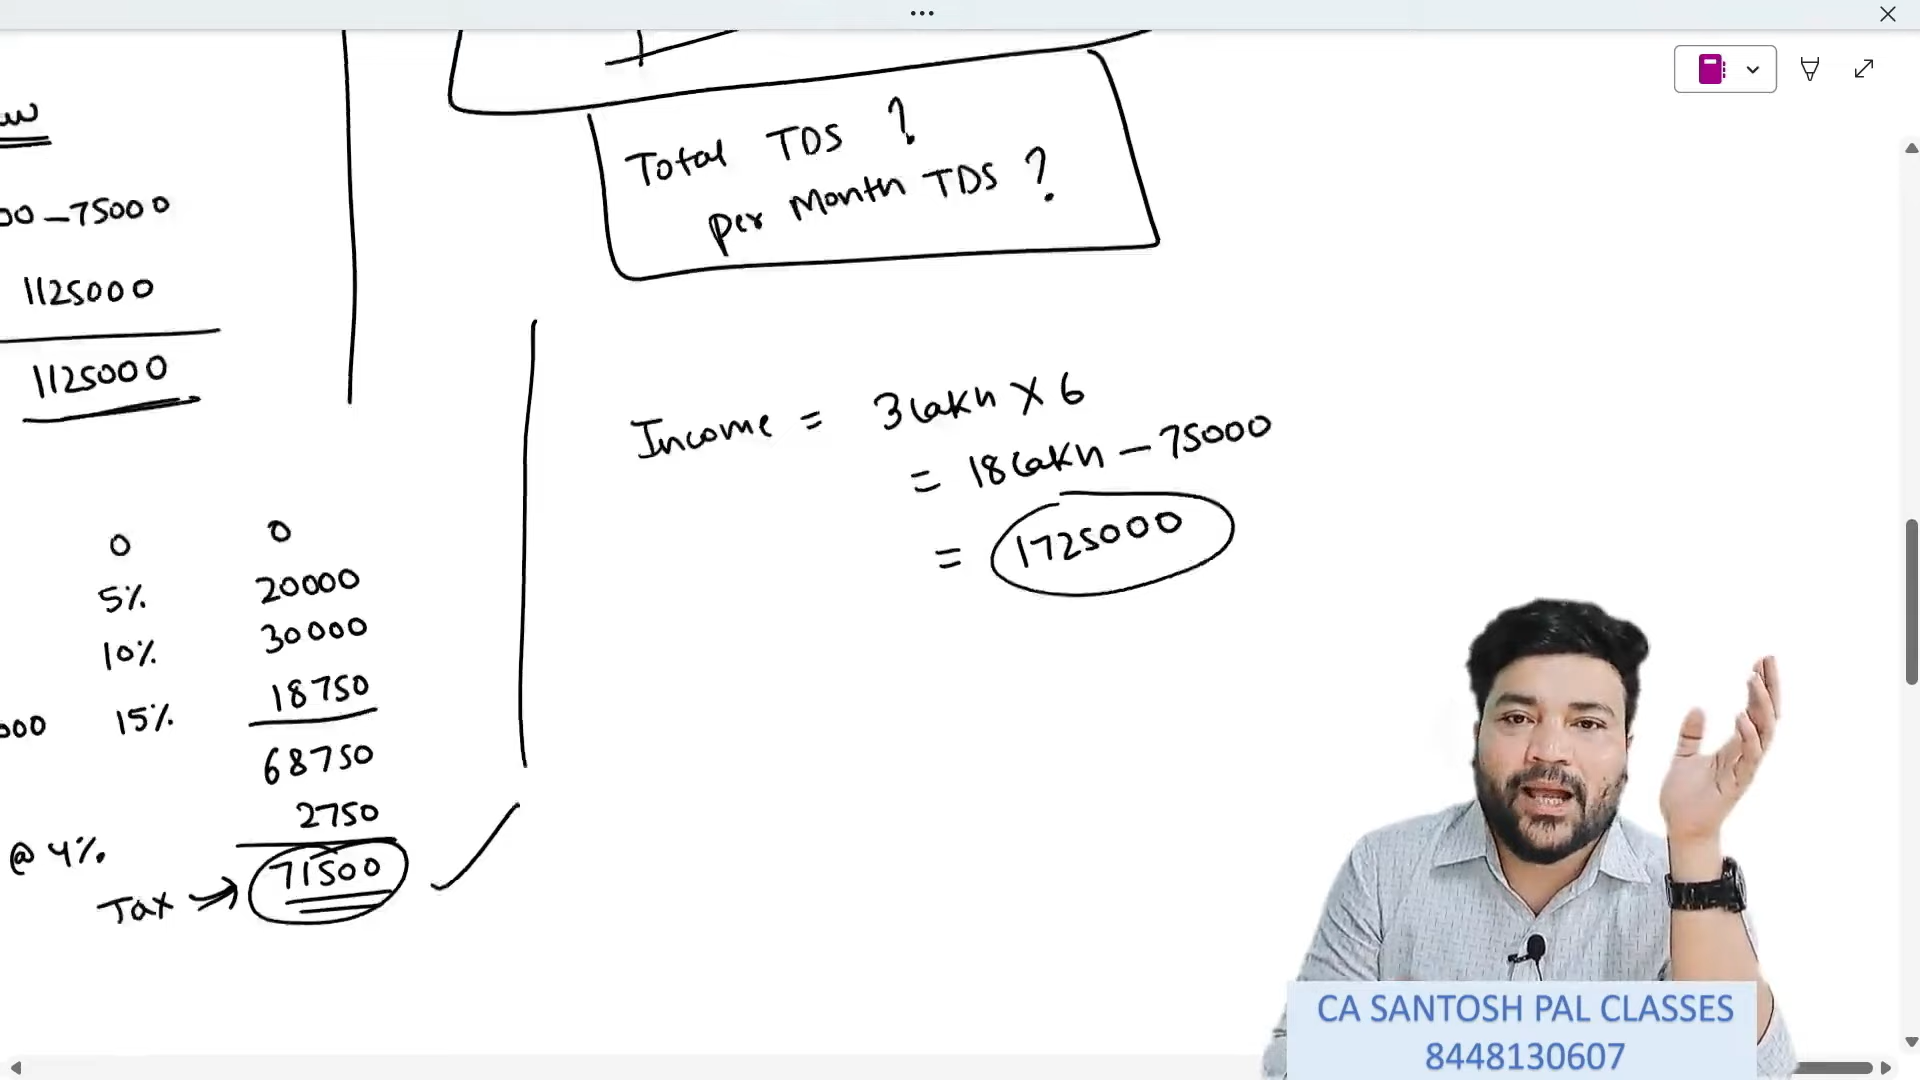 Total TDS ?
per Month TDS ?
00 - 75000
1125000
1125000
Income = 3 Lakh X 6
= 18 Lakh - 75000
= 1725000
0 0
5% 20000
10% 30000
000 15% 18750
68750
2750
@ 4%
Tax → 71500
CA SANTOSH PAL CLASSES
8448130607